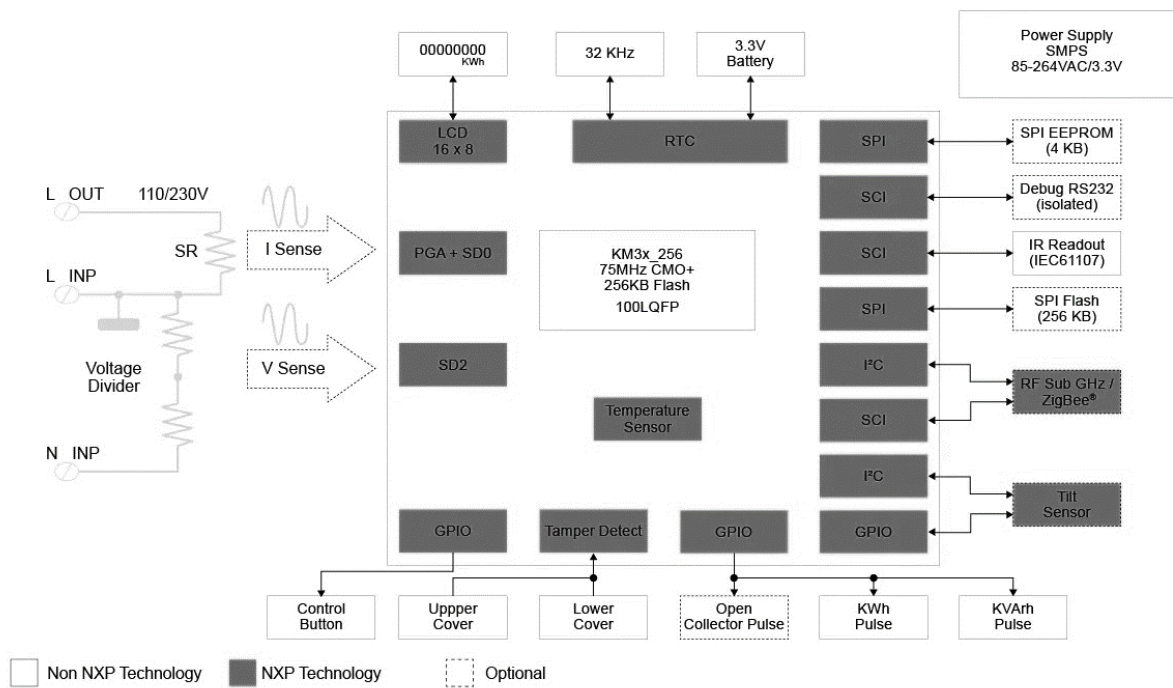 00000000
KWh
32 KHz
3.3V
Battery
Power Supply
SMPS
85-264VAC/3.3V
LCD
16 x 8
RTC
SPI
SPI EEPROM
(4 KB)
L OUT
110/230V
SCI
Debug RS232
(isolated)
SR
I Sense
PGA + SD0
KM3x_256
75MHz CMO+
256KB Flash
100LQFP
SCI
IR Readout
(IEC61107)
L INP
SPI
SPI Flash
(256 KB)
Voltage
Divider
V Sense
SD2
I²C
RF Sub GHz /
ZigBee®
Temperature
Sensor
SCI
N INP
I²C
Tilt
Sensor
GPIO
Tamper Detect
GPIO
GPIO
Control
Button
Uppper
Cover
Lower
Cover
Open
Collector Pulse
KWh
Pulse
KVArh
Pulse
Non NXP Technology
NXP Technology
Optional